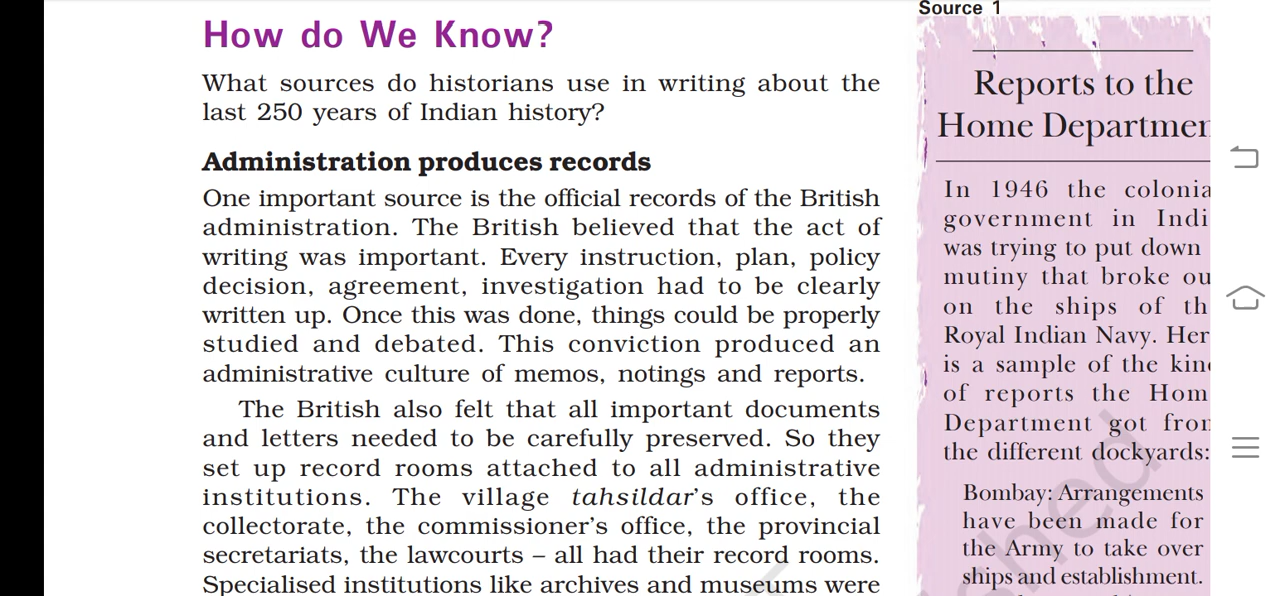 How do We Know?
What sources do historians use in writing about the
last 250 years of Indian history?
Administration produces records
One important source is the official records of the British
administration. The British believed that the act of
writing was important. Every instruction, plan, policy
decision, agreement, investigation had to be clearly
written up. Once this was done, things could be properly
studied and debated. This conviction produced an
administrative culture of memos, notings and reports.
The British also felt that all important documents
and letters needed to be carefully preserved. So they
set up record rooms attached to all administrative
institutions. The village tahsildar's office, the
collectorate, the commissioner's office, the provincial
secretariats, the lawcourts – all had their record rooms.
Specialised institutions like archives and museums were
Source 1
Reports to the
Home Departmen
In 1946 the colonia
government in Indi
was trying to put down
mutiny that broke ou
on the ships of th
Royal Indian Navy. Her
is a sample of the kin
of reports the Hom
Department got fron
the different dockyards:
Bombay: Arrangements
have been made for
the Army to take over
ships and establishment.